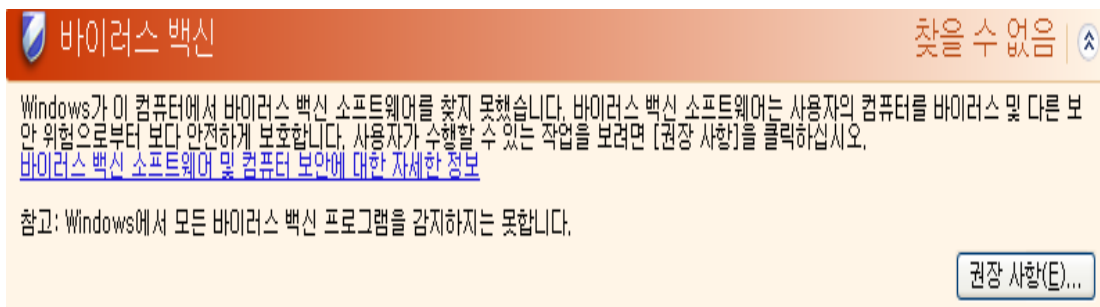 바이러스 백신
찾을 수 없음
Windows가 이 컴퓨터에서 바이러스 백신 소프트웨어를 찾지 못했습니다. 바이러스 백신 소프트웨어는 사용자의 컴퓨터를 바이러스 및 다른 보
안 위험으로부터 보다 안전하게 보호합니다. 사용자가 수행할 수 있는 작업을 보려면 [권장 사항]을 클릭하십시오.
바이러스 백신 소프트웨어 및 컴퓨터 보안에 대한 자세한 정보
참고: Windows에서 모든 바이러스 백신 프로그램을 감지하지는 못합니다.
권장 사항(E)...